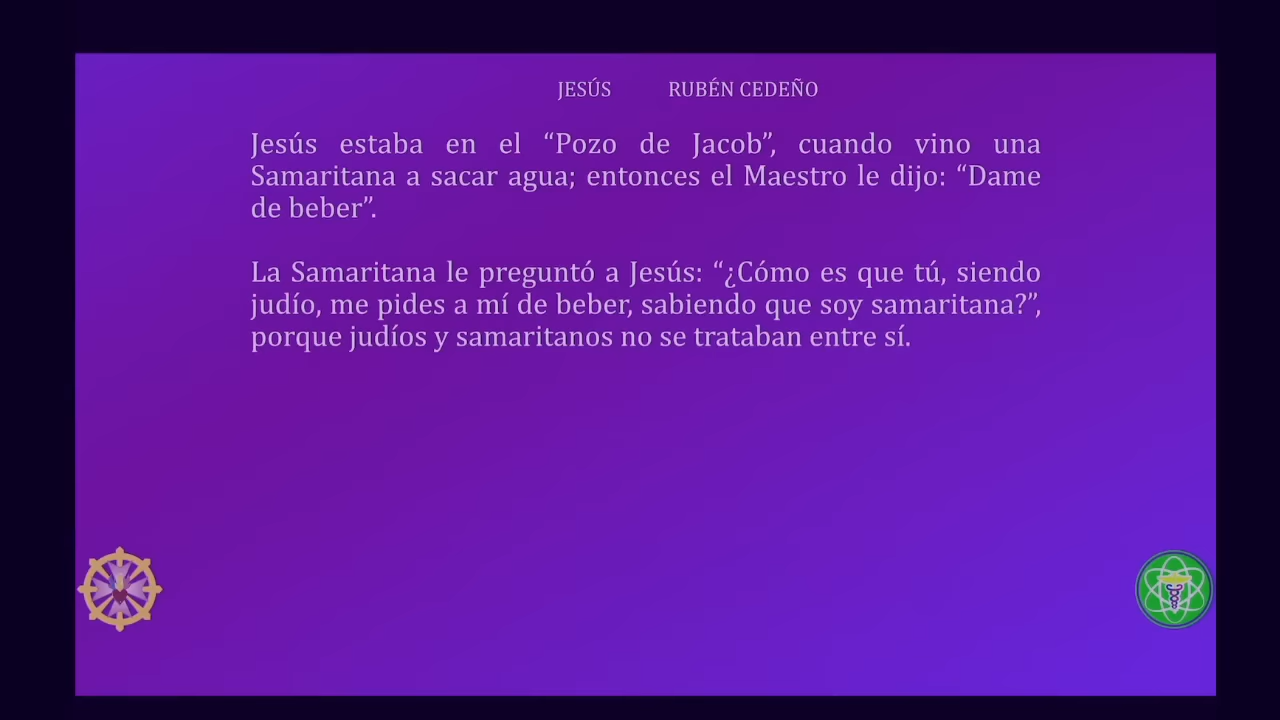 JESÚS RUBÉN CEDEÑO
Jesús estaba en el “Pozo de Jacob”, cuando vino una
Samaritana a sacar agua; entonces el Maestro le dijo: “Dame
de beber”.
La Samaritana le preguntó a Jesús: “¿Cómo es que tú, siendo
judío, me pides a mí de beber, sabiendo que soy samaritana?”,
porque judíos y samaritanos no se trataban entre sí.